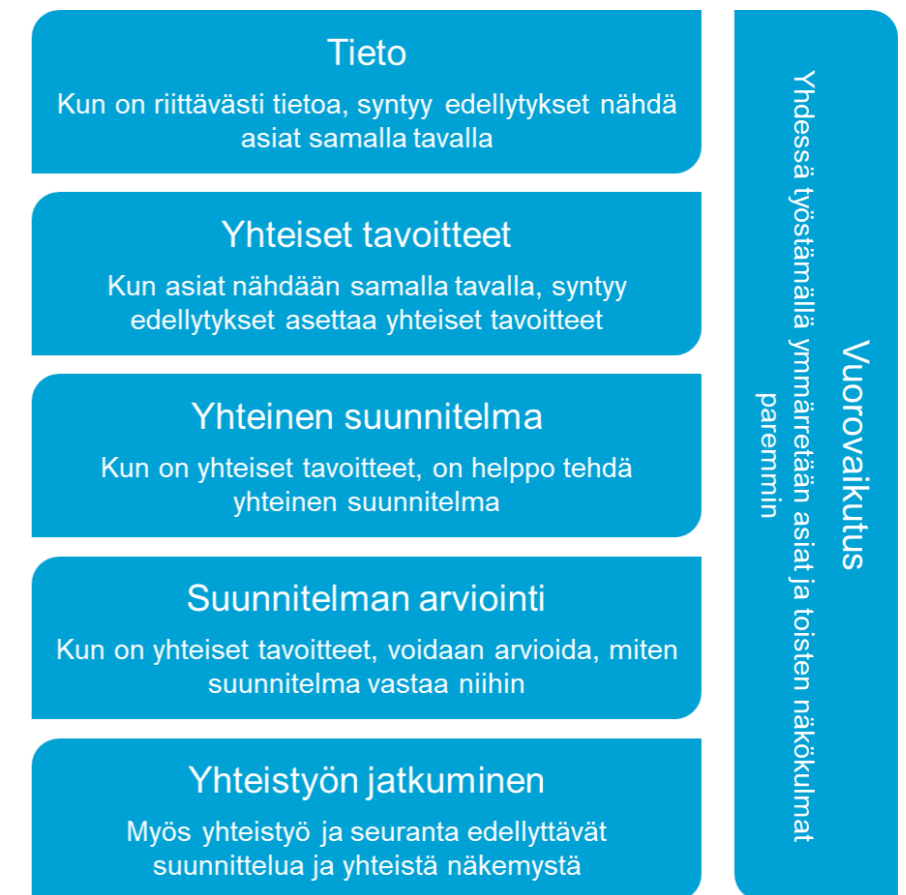 Tieto
Kun on riittävästi tietoa, syntyy edellytykset nähdä
asiat samalla tavalla
Yhteiset tavoitteet
Kun asiat nähdään samalla tavalla, syntyy
edellytykset asettaa yhteiset tavoitteet
Yhteinen suunnitelma
Kun on yhteiset tavoitteet, on helppo tehdä
yhteinen suunnitelma
Suunnitelman arviointi
Kun on yhteiset tavoitteet, voidaan arvioida, miten
suunnitelma vastaa niihin
Yhteistyön jatkuminen
Myös yhteistyö ja seuranta edellyttävät
suunnittelua ja yhteistä näkemystä
Vuorovaikutus
Yhdessä työstämällä ymmärretään asiat ja toisten näkökulmat
paremmin